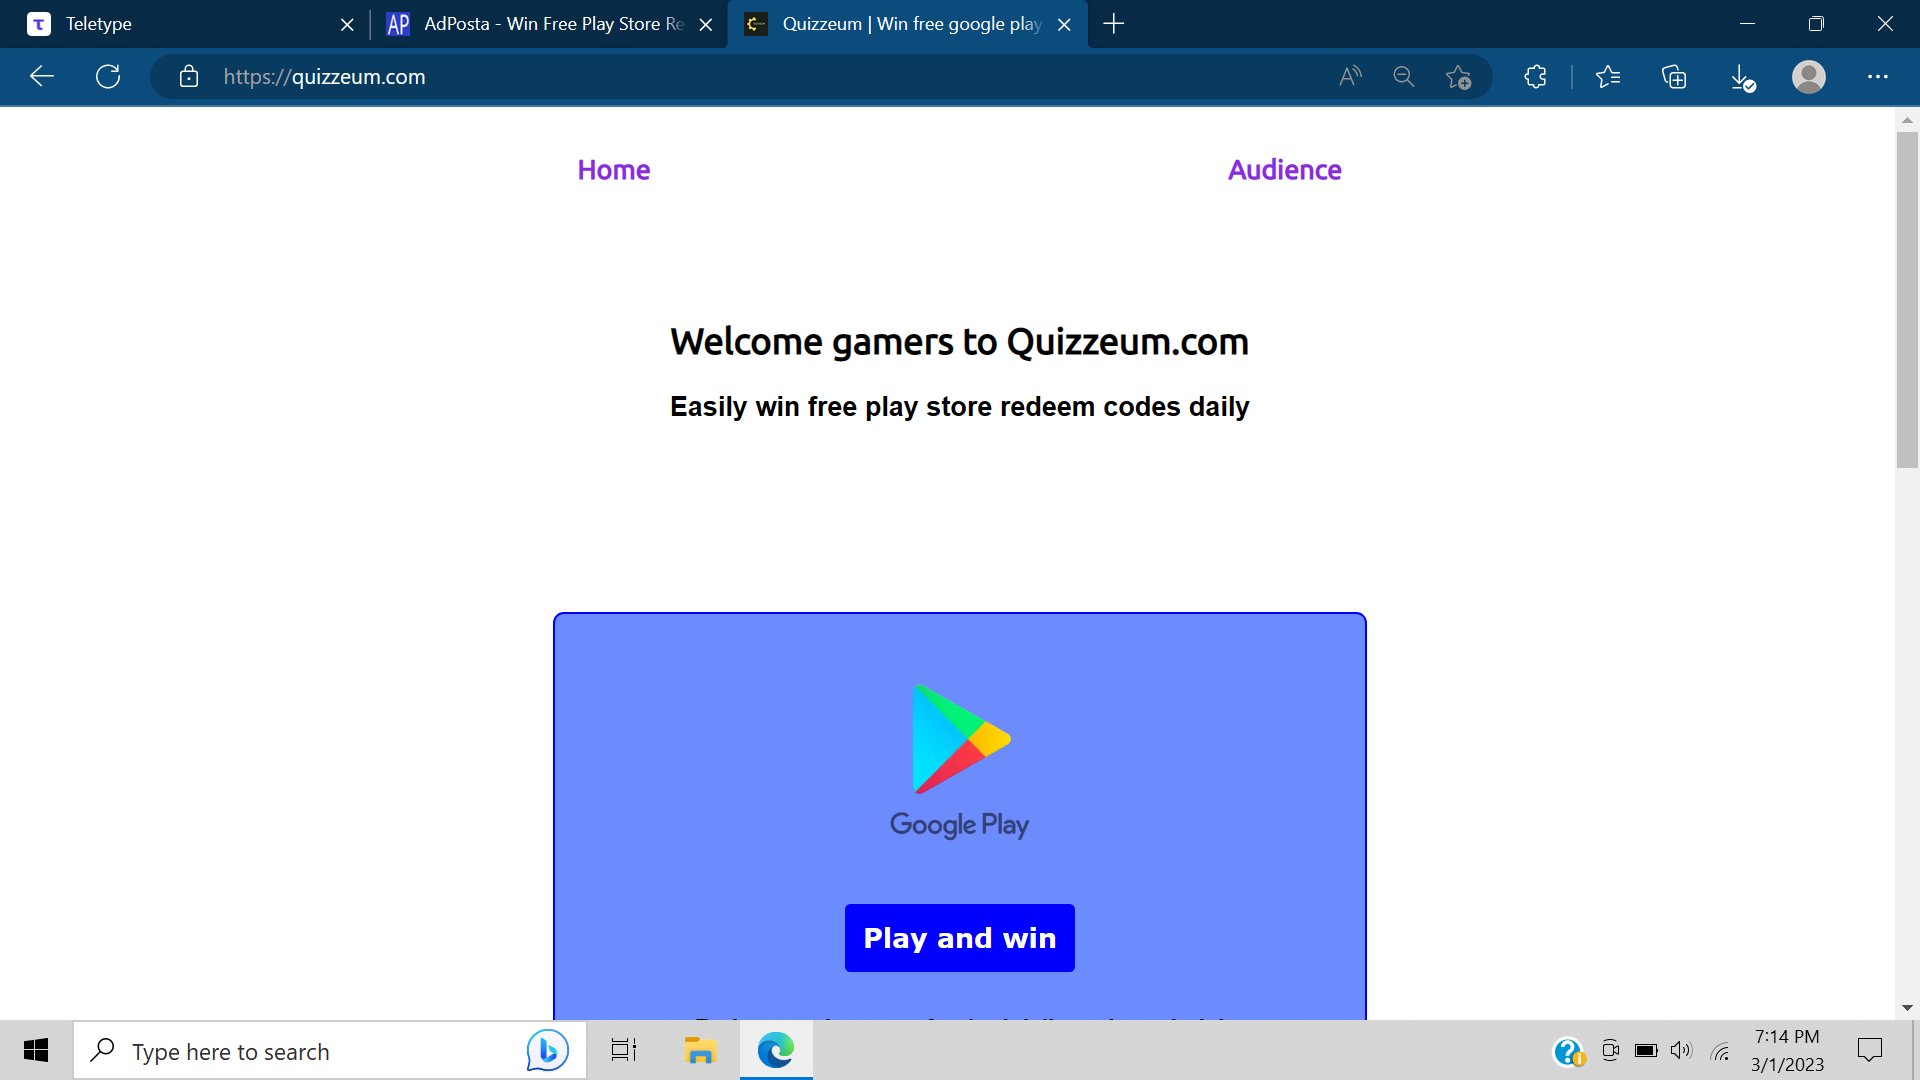 Teletype
AdPosta - Win Free Play Store Re
Quizzeum | Win free google play
https://quizzeum.com
Home
Audience
Welcome gamers to Quizzeum.com
Easily win free play store redeem codes daily
Google Play
Play and win
Type here to search
7:14 PM
3/1/2023